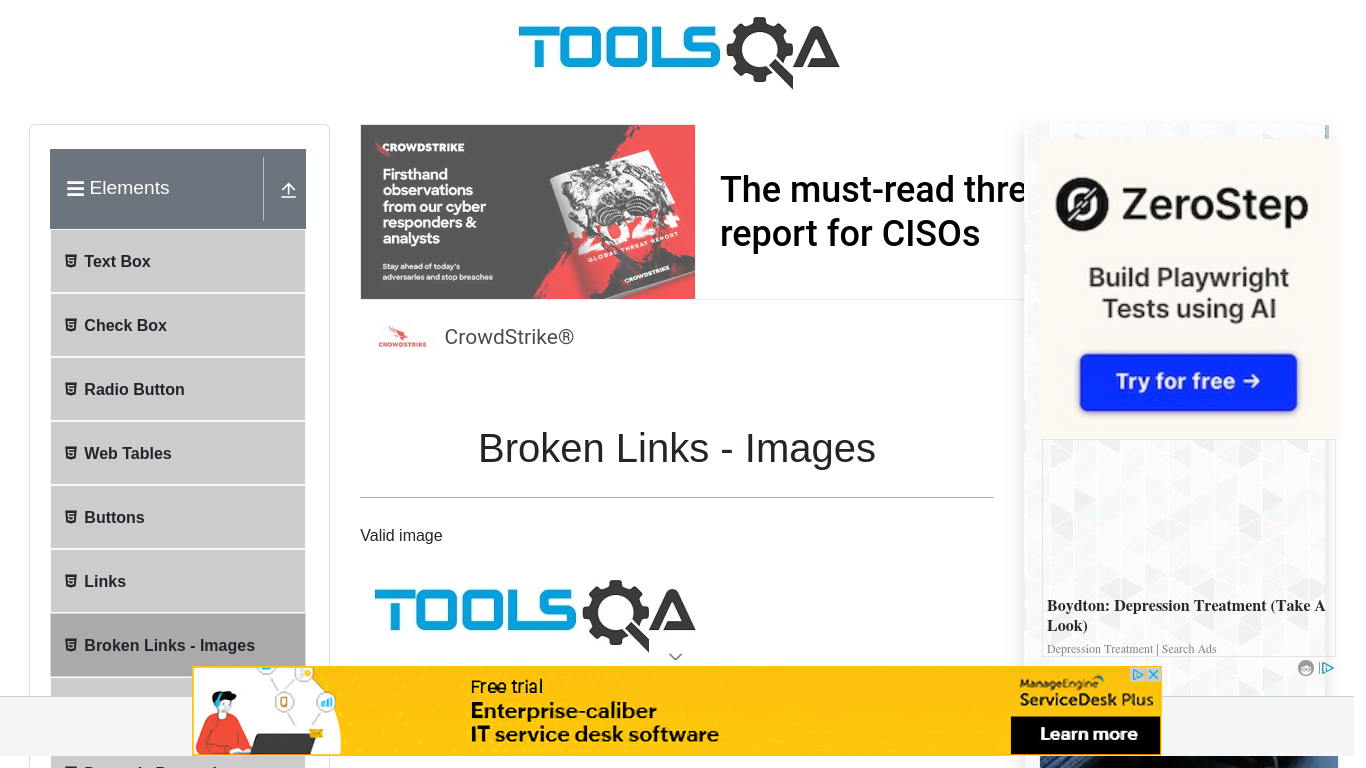 TOOLSQA
Elements
Text Box
Check Box
Radio Button
Web Tables
Buttons
Links
Broken Links - Images
CROWDSTRIKE
Firsthand
observations
from our cyber
responders &
analysts
Stay ahead of today's
adversaries and stop breaches
2024
GLOBAL THREAT REPORT
CROWDSTRIKE
The must-read thre
report for CISOs
CROWDSTRIKE
CrowdStrike®
Broken Links - Images
Valid image
TOOLSQA
ZeroStep
Build Playwright
Tests using AI
Try for free →
Boydton: Depression Treatment (Take A
Look)
Depression Treatment | Search Ads
Free trial
Enterprise-caliber
IT service desk software
ManageEngine
ServiceDesk Plus
Learn more